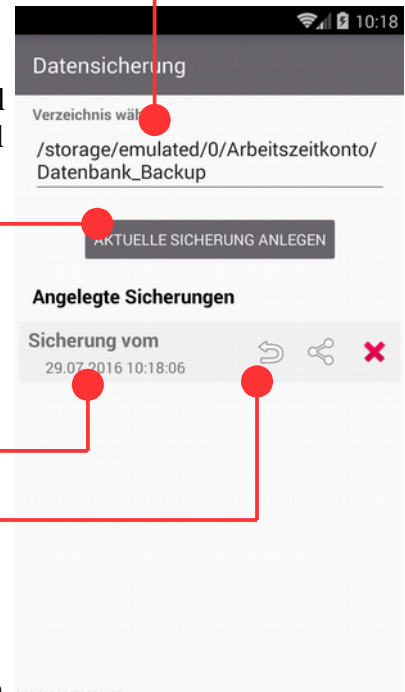 10:18
Datensicherung
Verzeichnis
/storage/emulated/0/Arbeitszeitkonto/
Datenbank_Backup
AKTUELLE SICHERUNG ANLEGEN
Angelegte Sicherungen
Sicherung vom
29.07.2016 10:18:06